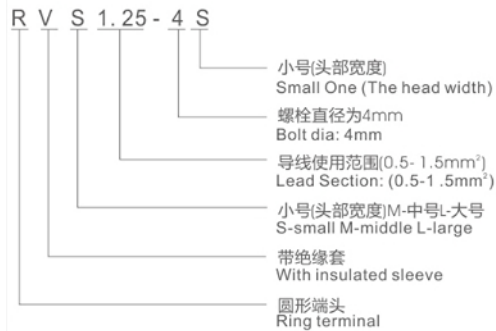 R V S 1.25 - 4 S
小号(头部宽度)
Small One (The head width)
螺栓直径为4mm
Bolt dia: 4mm
导线使用范围(0.5- 1.5mm²)
Lead Section: (0.5-1 .5mm²)
小号(头部宽度)M-中号L-大号
S-small M-middle L-large
带绝缘套
With insulated sleeve
圆形端头
Ring terminal